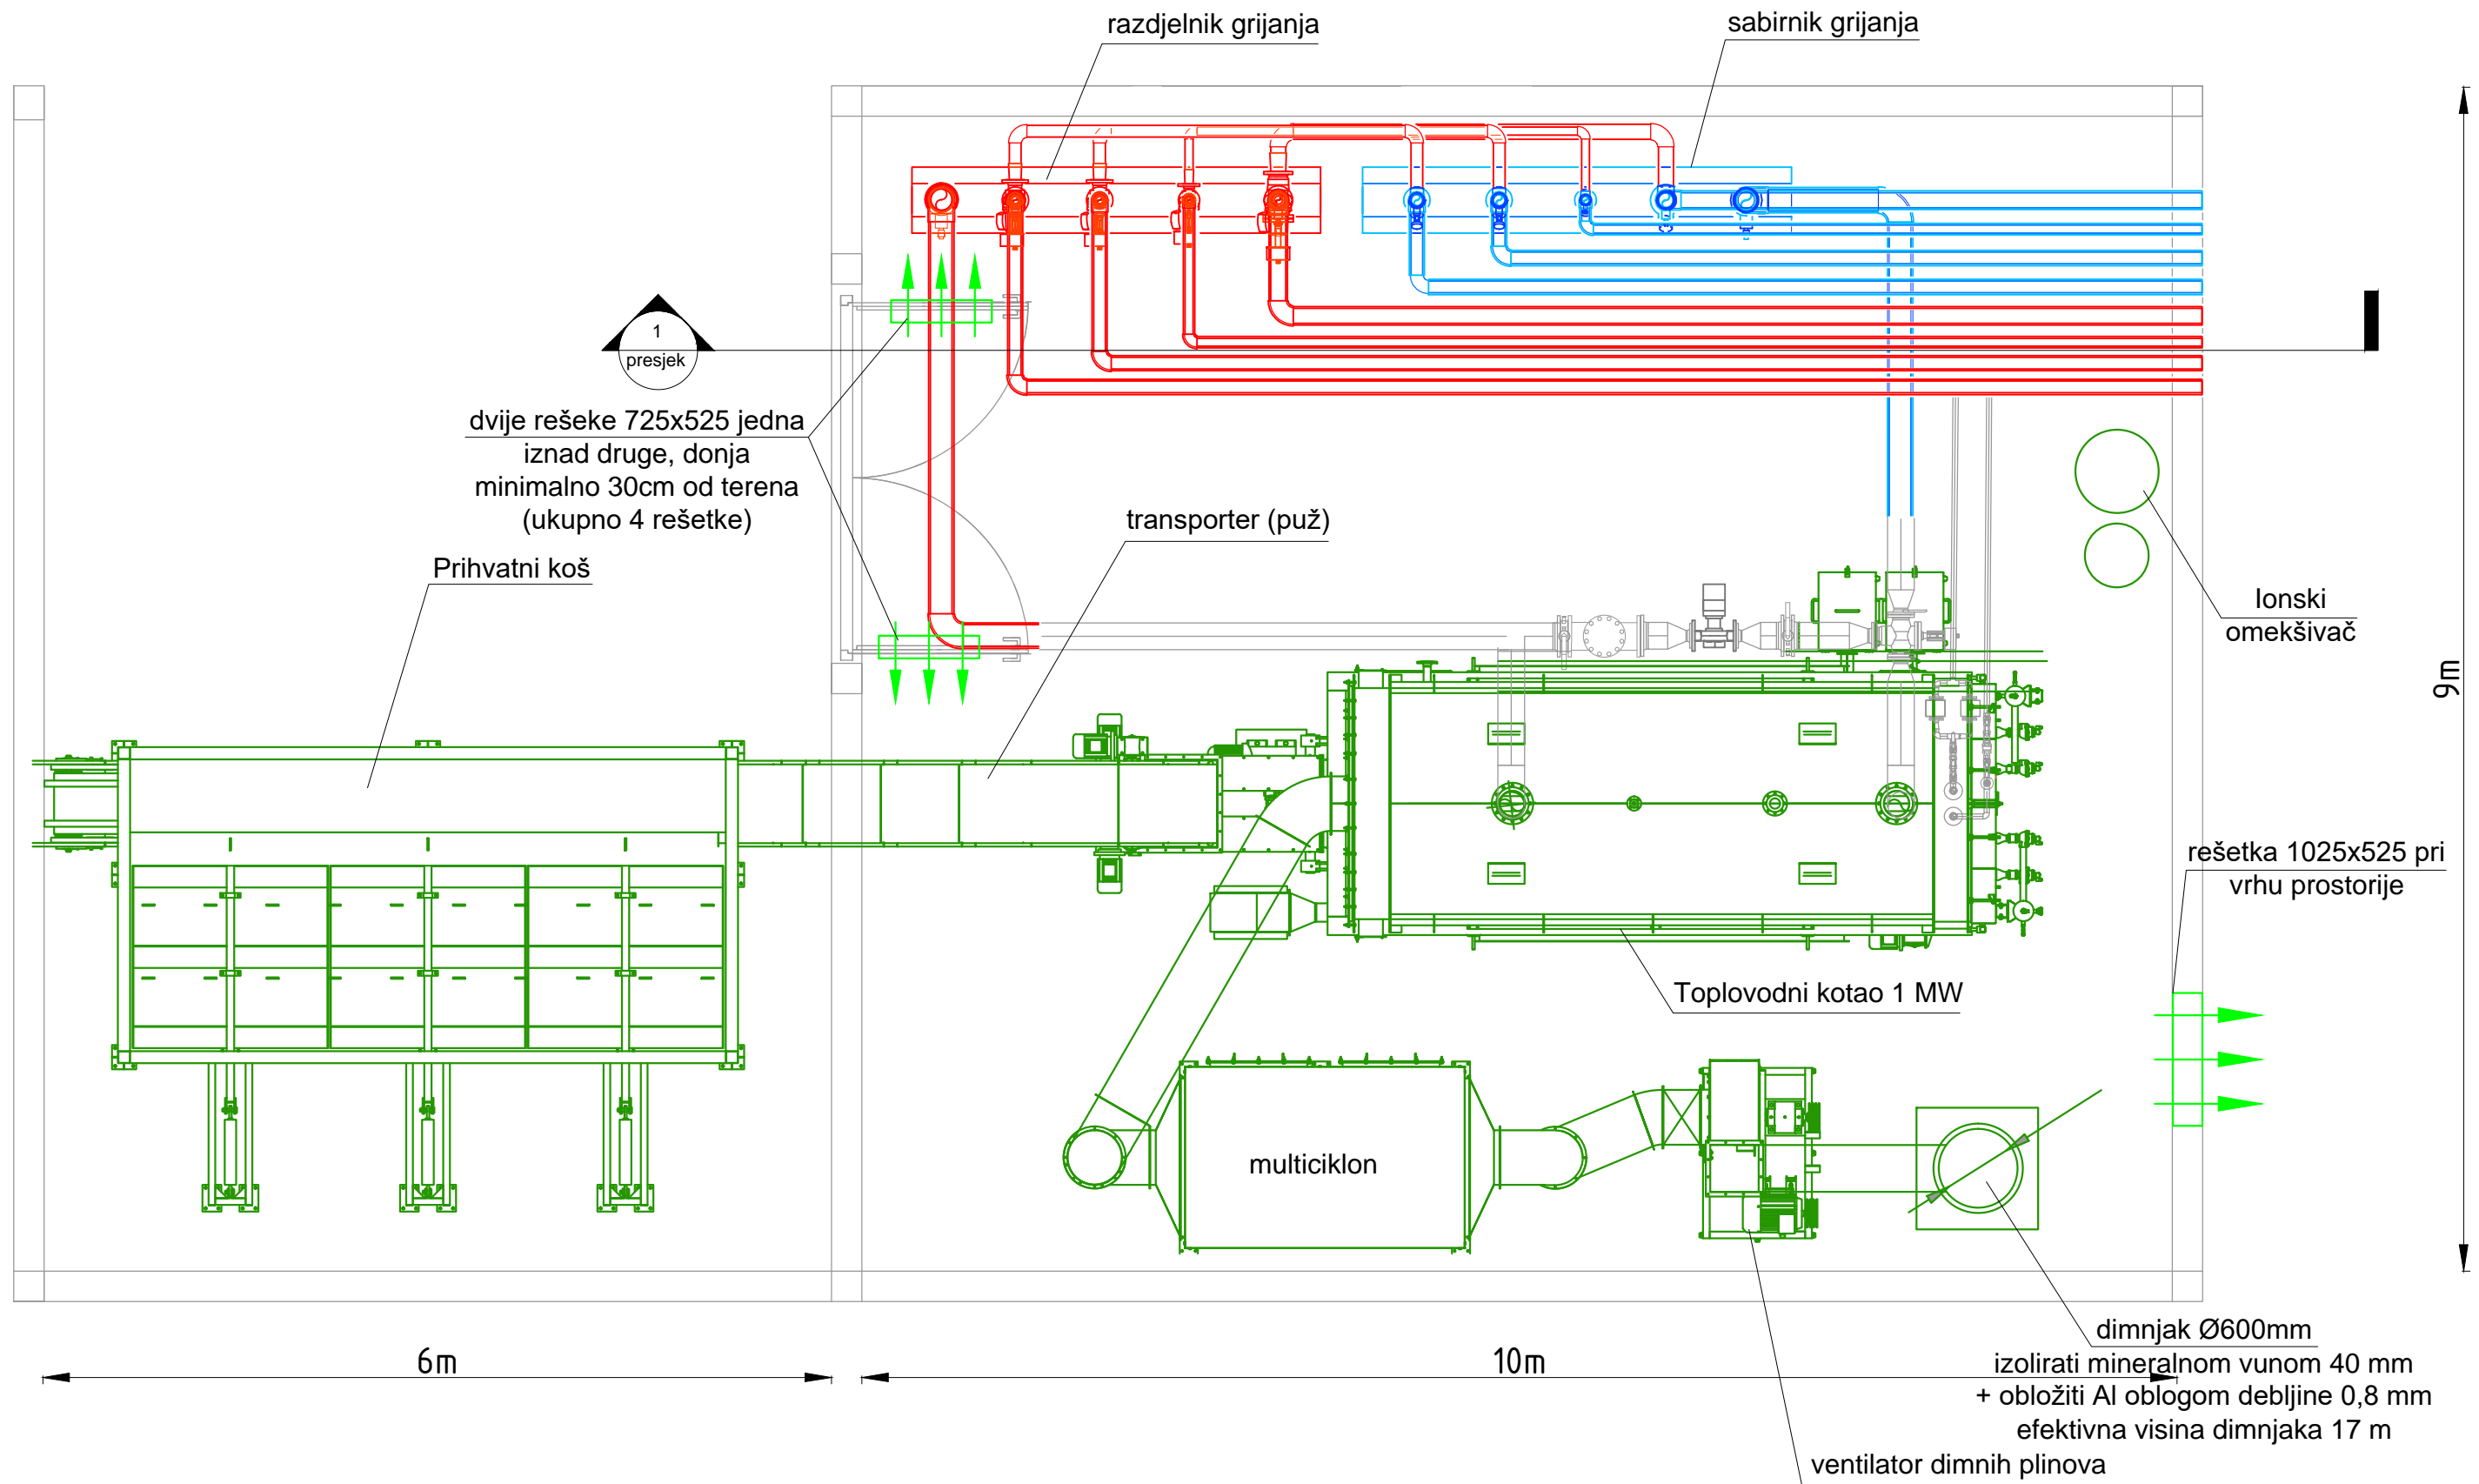 razdjelnik grijanja
sabirnik grijanja
1
presjek
dvije rešeke 725x525 jedna
iznad druge, donja
minimalno 30cm od terena
(ukupno 4 rešetke)
transporter (puž)
Prihvatni koš
Ionski
omekšivač
9m
rešetka 1025x525 pri
vrhu prostorije
Toplovodni kotao 1 MW
multiciklon
dimnjak Ø600mm
izolirati mineralnom vunom 40 mm
+ obložiti Al oblogom debljine 0,8 mm
efektivna visina dimnjaka 17 m
6m
10m
ventilator dimnih plinova